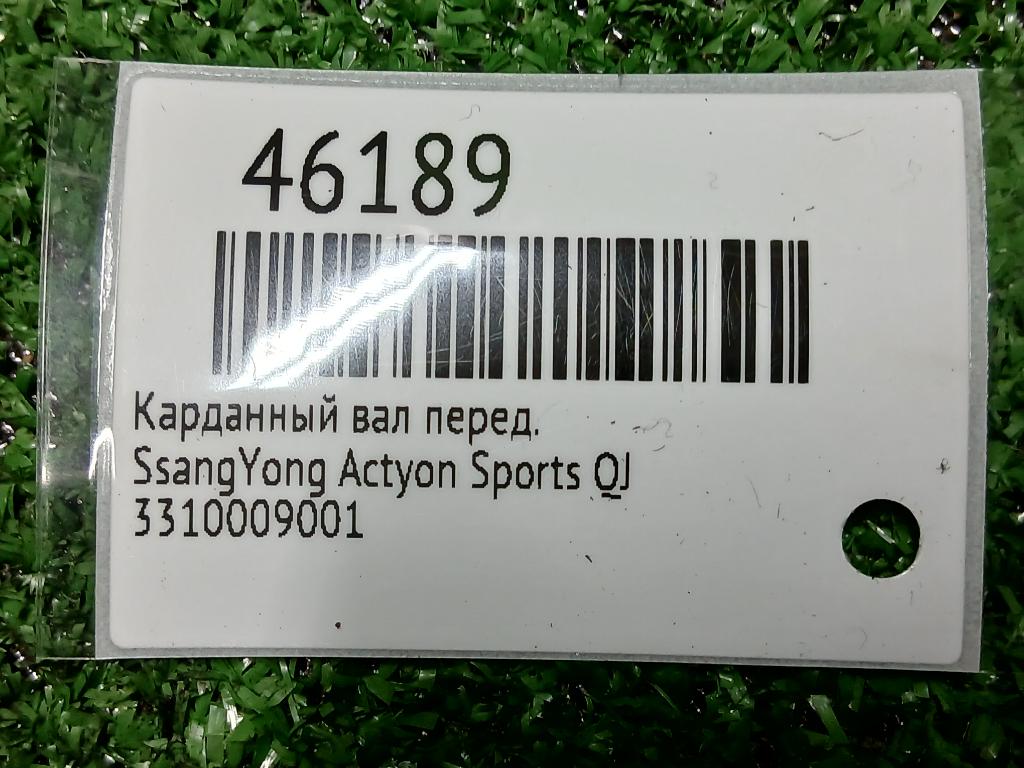 46189
Карданный вал перед.
SsangYong Actyon Sports QJ
3310009001